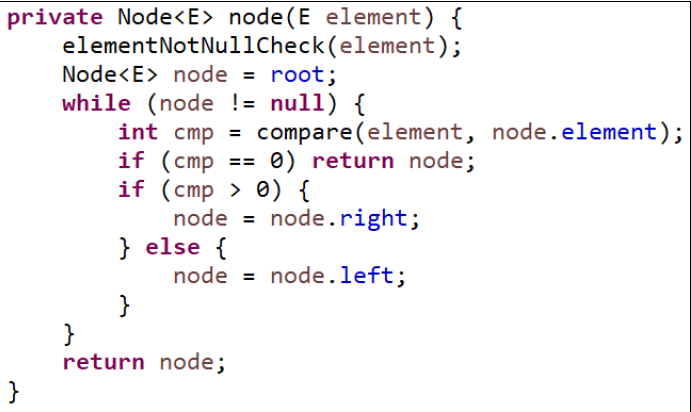 private Node<E> node(E element) {
    elementNotNullCheck(element);
    Node<E> node = root;
    while (node != null) {
        int cmp = compare(element, node.element);
        if (cmp == 0) return node;
        if (cmp > 0) {
            node = node.right;
        } else {
            node = node.left;
        }
    }
    return node;
}